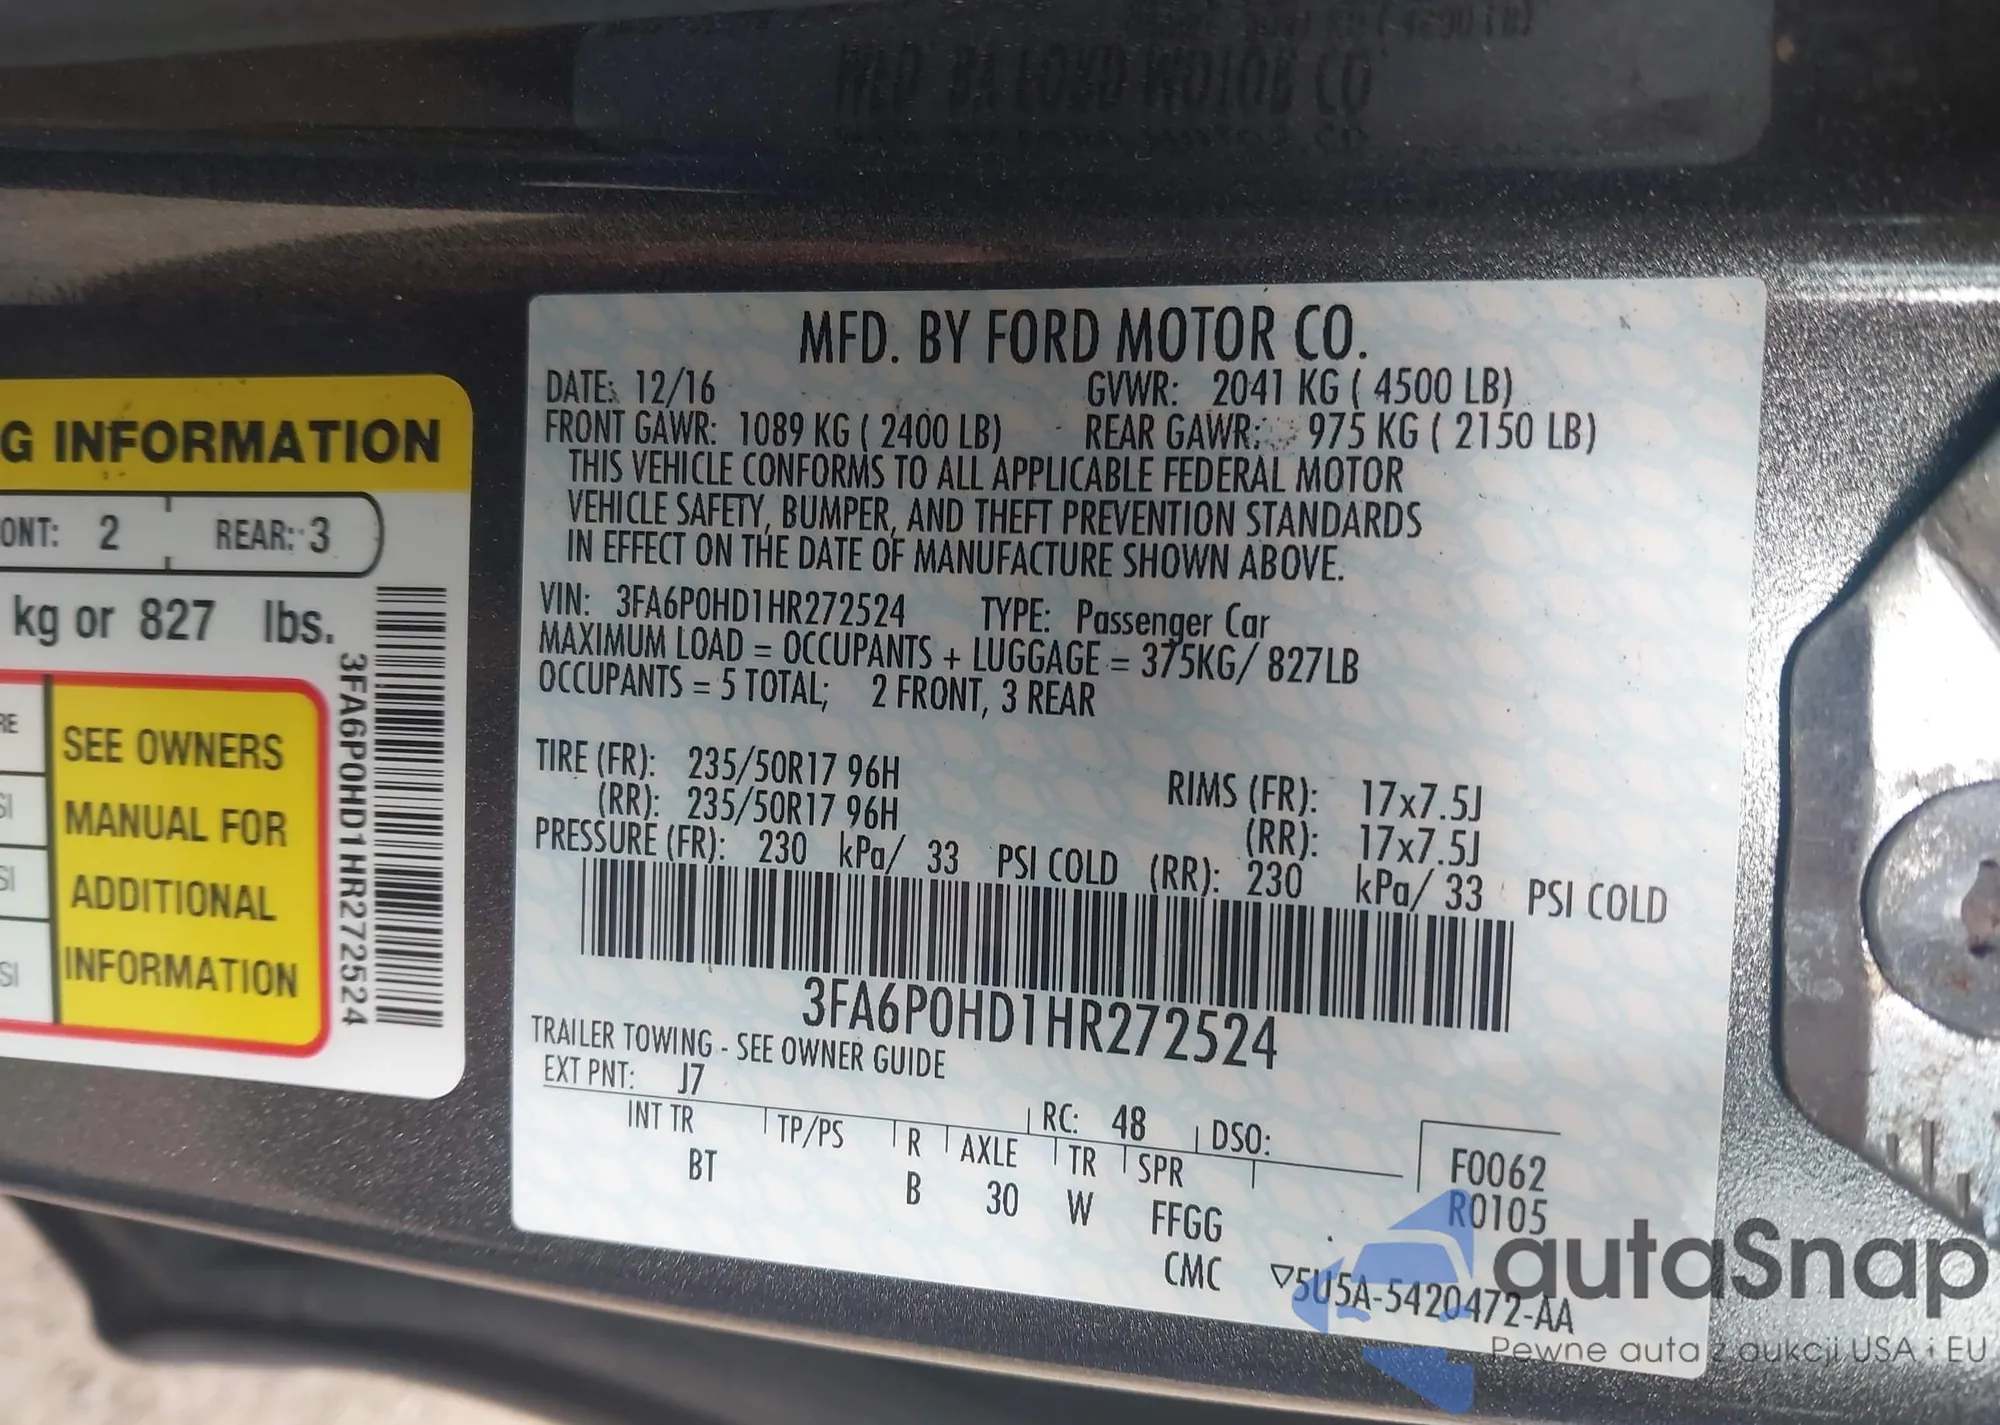 G INFORMATION
ONT: 2 REAR: 3
kg or 827 lbs.
RE
SI
SI
SI
SEE OWNERS
MANUAL FOR
ADDITIONAL
INFORMATION
3FA6P0HD1HR272524
MFD. BY FORD MOTOR CO.
DATE: 12/16 GVWR: 2041 KG ( 4500 LB)
FRONT GAWR: 1089 KG ( 2400 LB) REAR GAWR: 975 KG ( 2150 LB)
THIS VEHICLE CONFORMS TO ALL APPLICABLE FEDERAL MOTOR
VEHICLE SAFETY, BUMPER, AND THEFT PREVENTION STANDARDS
IN EFFECT ON THE DATE OF MANUFACTURE SHOWN ABOVE.
VIN: 3FA6P0HD1HR272524 TYPE: Passenger Car
MAXIMUM LOAD = OCCUPANTS + LUGGAGE = 375KG/ 827LB
OCCUPANTS = 5 TOTAL; 2 FRONT, 3 REAR
TIRE (FR): 235/50R17 96H RIMS (FR): 17x7.5J
(RR): 235/50R17 96H (RR): 17x7.5J
PRESSURE (FR): 230 kPa/ 33 PSI COLD (RR): 230 kPa/ 33 PSI COLD
3FA6P0HD1HR272524
TRAILER TOWING - SEE OWNER GUIDE
EXT PNT: J7 RC: 48 DSO:
INT TR TP/PS R AXLE TR SPR F0062
BT B 30 W FFGG R0105
CMC ▽5U5A-5420472-AA
autaSnap
Pewne auta z aukcji USA i EU